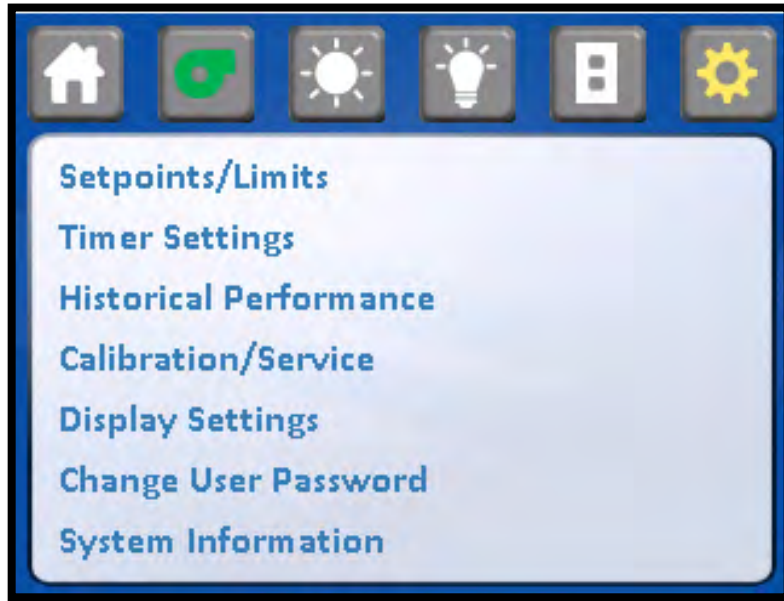 Setpoints/Limits
Timer Settings
Historical Performance
Calibration/Service
Display Settings
Change User Password
System Information